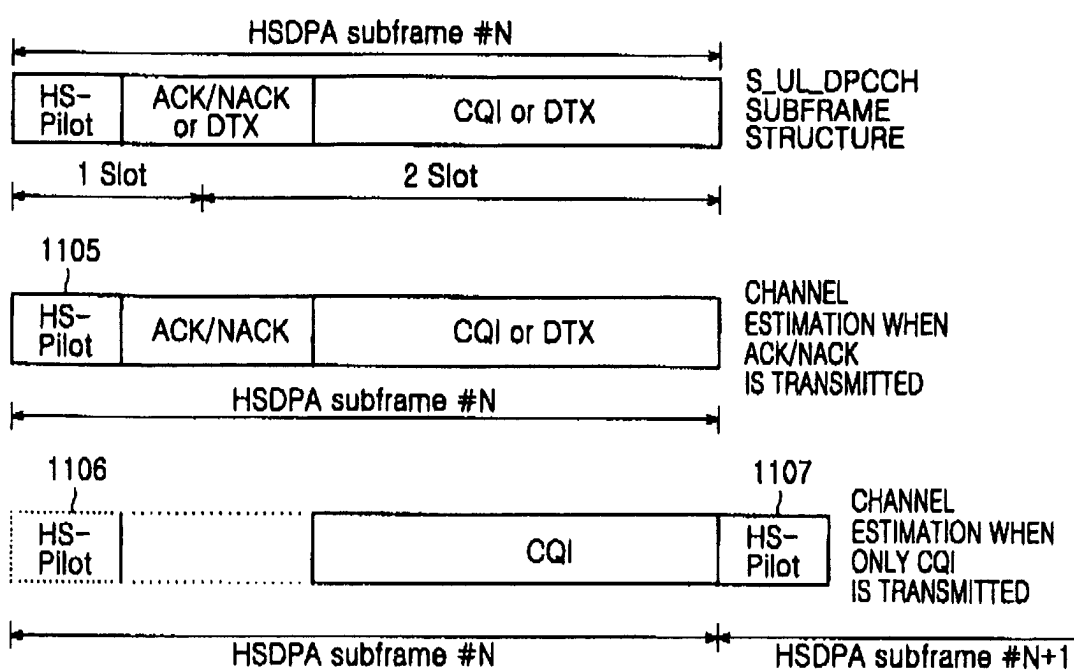 HSDPA subframe #N
HS-
Pilot
ACK/NACK
or DTX
CQI or DTX
S_UL_DPCCH
SUBFRAME
STRUCTURE
1 Slot
2 Slot
1105
HS-
Pilot
ACK/NACK
CQI or DTX
CHANNEL
ESTIMATION WHEN
ACK/NACK
IS TRANSMITTED
HSDPA subframe #N
1106
1107
HS-
Pilot
CQI
HS-
Pilot
CHANNEL
ESTIMATION WHEN
ONLY CQI
IS TRANSMITTED
HSDPA subframe #N
HSDPA subframe #N+1